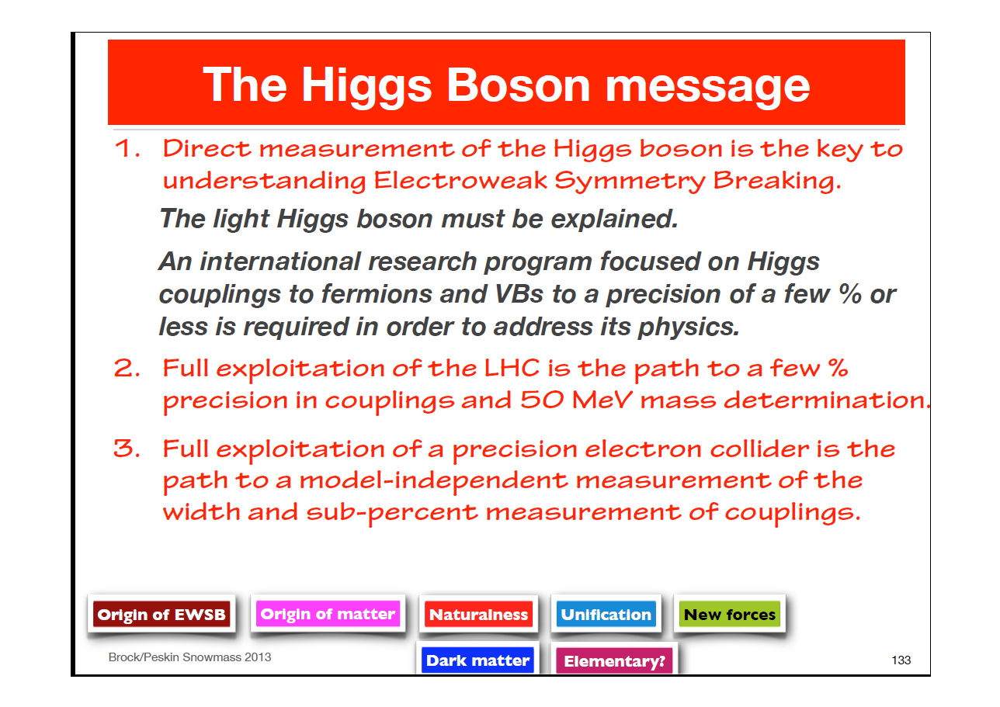 The Higgs Boson message
1. Direct measurement of the Higgs boson is the key to
understanding Electroweak Symmetry Breaking.
The light Higgs boson must be explained.
An international research program focused on Higgs
couplings to fermions and VBs to a precision of a few % or
less is required in order to address its physics.
2. Full exploitation of the LHC is the path to a few %
precision in couplings and 50 MeV mass determination.
3. Full exploitation of a precision electron collider is the
path to a model-independent measurement of the
width and sub-percent measurement of couplings.
Origin of EWSB Origin of matter Naturalness Unification New forces
Brock/Peskin Snowmass 2013 Dark matter Elementary? 133